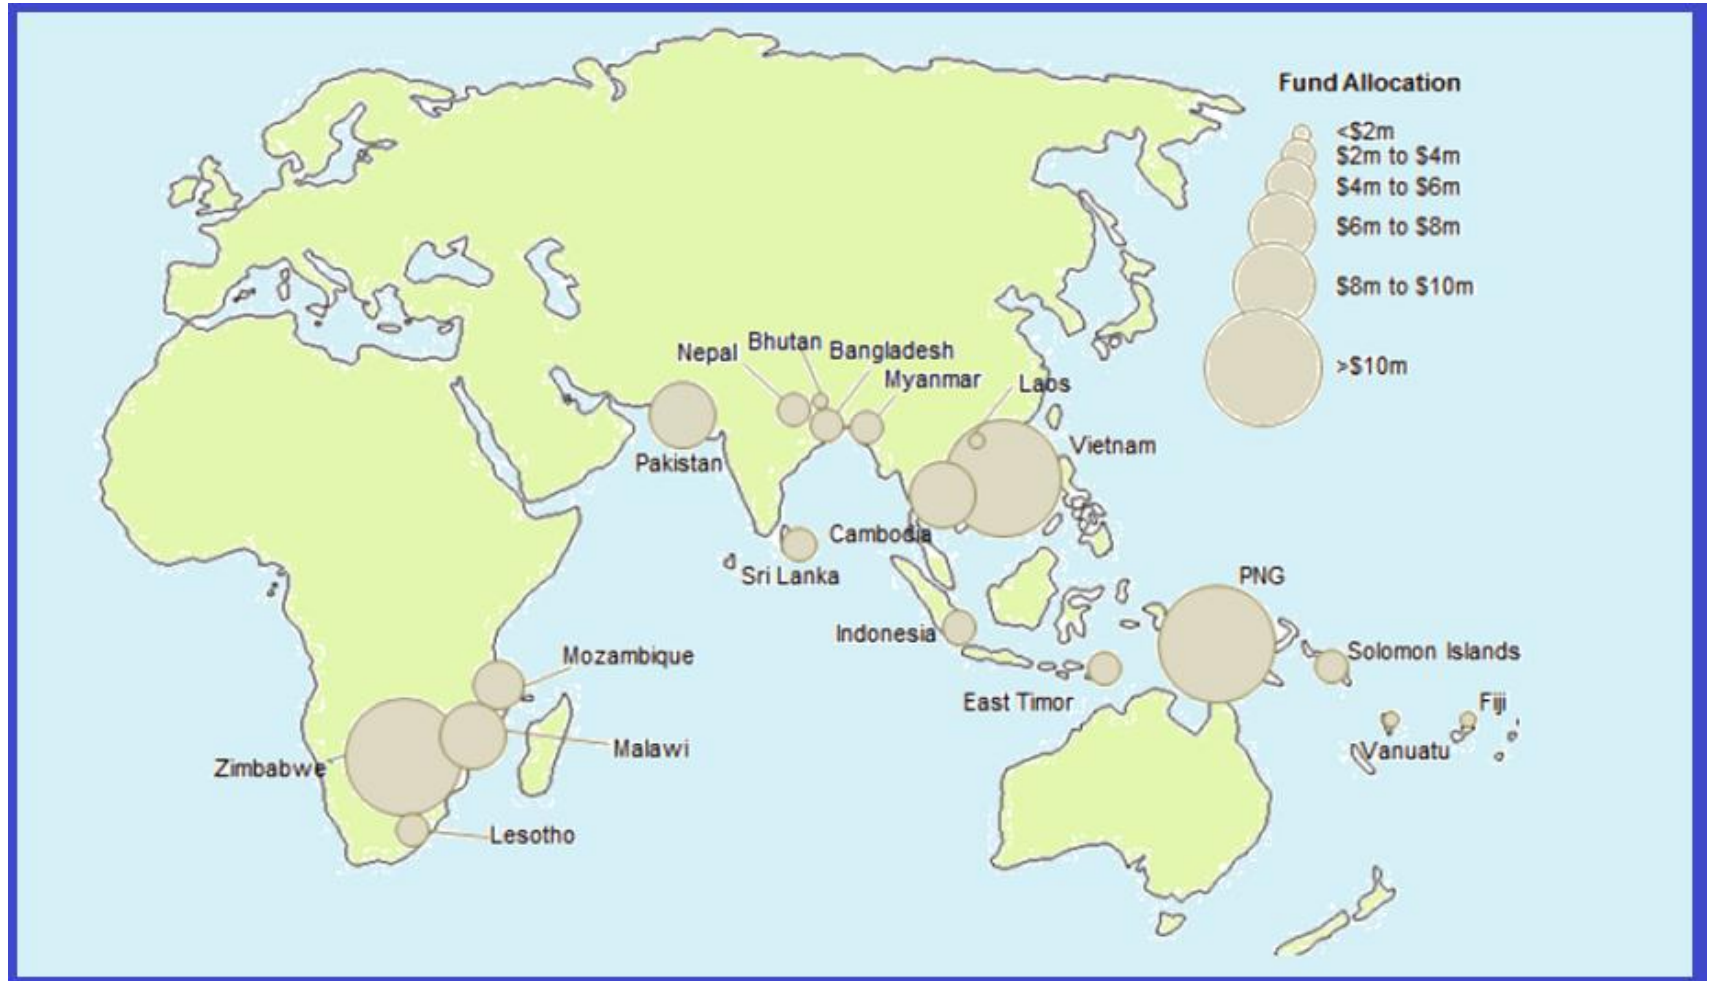 Fund Allocation
<$2m
$2m to $4m
$4m to $6m
$6m to $8m
$8m to $10m
>$10m
Nepal
Bhutan
Bangladesh
Myanmar
Laos
Vietnam
Pakistan
Cambodia
Sri Lanka
PNG
Indonesia
Solomon Islands
Mozambique
East Timor
Fiji
Malawi
Vanuatu
Zimbabwe
Lesotho